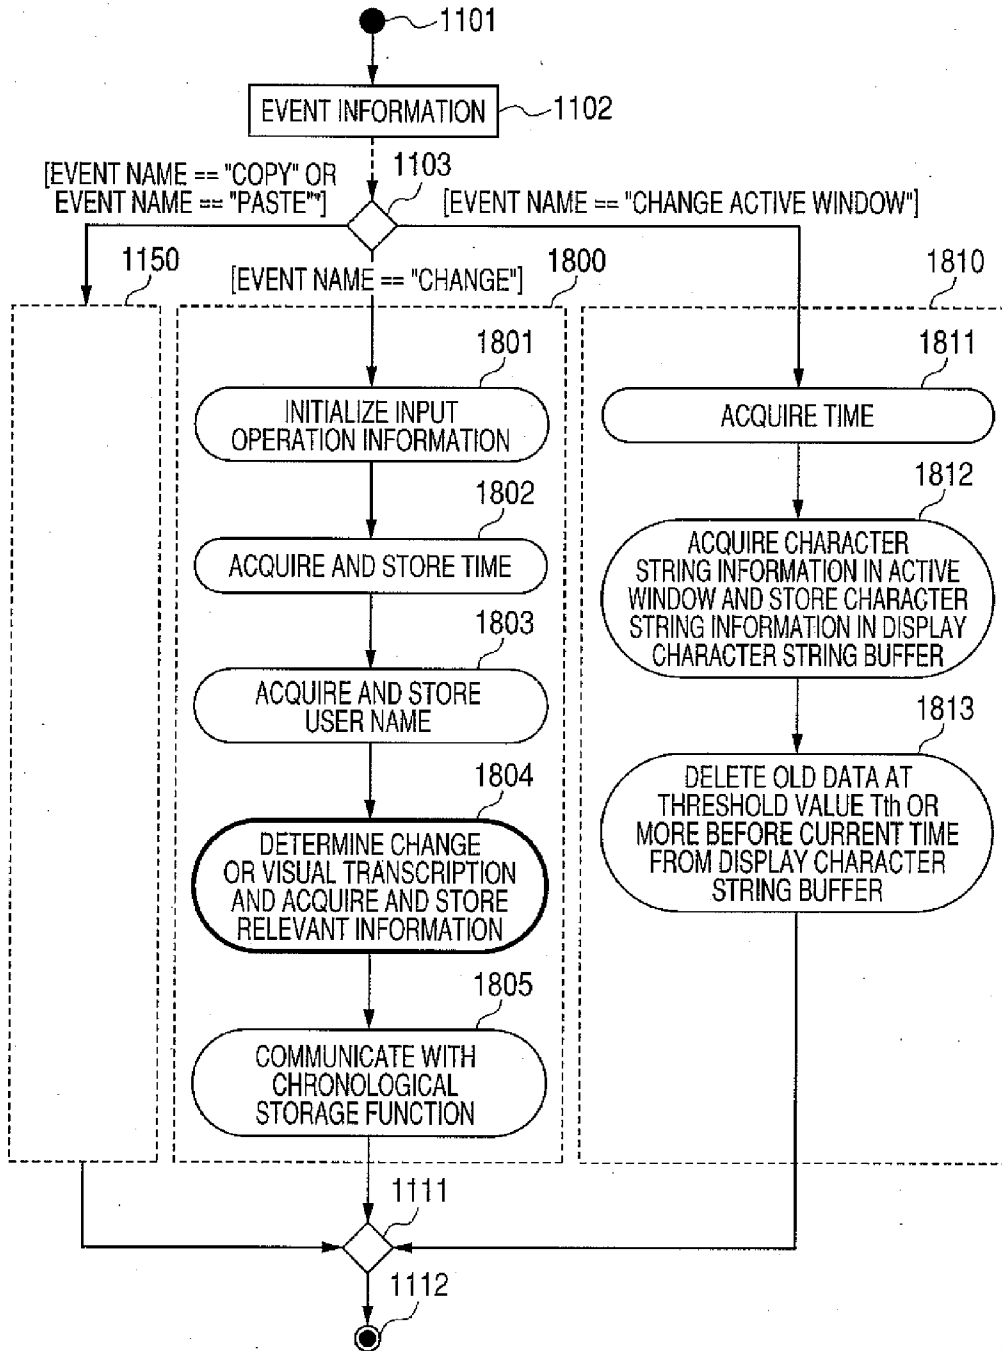 1101
EVENT INFORMATION
1102
[EVENT NAME == "COPY" OR
EVENT NAME == "PASTE""]
1103
[EVENT NAME == "CHANGE ACTIVE WINDOW"]
1150
[EVENT NAME == "CHANGE"]
1800
1810
1801
INITIALIZE INPUT
OPERATION INFORMATION
1802
ACQUIRE AND STORE TIME
1803
ACQUIRE AND STORE
USER NAME
1804
DETERMINE CHANGE
OR VISUAL TRANSCRIPTION
AND ACQUIRE AND STORE
RELEVANT INFORMATION
1805
COMMUNICATE WITH
CHRONOLOGICAL
STORAGE FUNCTION
1811
ACQUIRE TIME
1812
ACQUIRE CHARACTER
STRING INFORMATION IN ACTIVE
WINDOW AND STORE CHARACTER
STRING INFORMATION IN DISPLAY
CHARACTER STRING BUFFER
1813
DELETE OLD DATA AT
THRESHOLD VALUE Tth OR
MORE BEFORE CURRENT TIME
FROM DISPLAY CHARACTER
STRING BUFFER
1111
1112